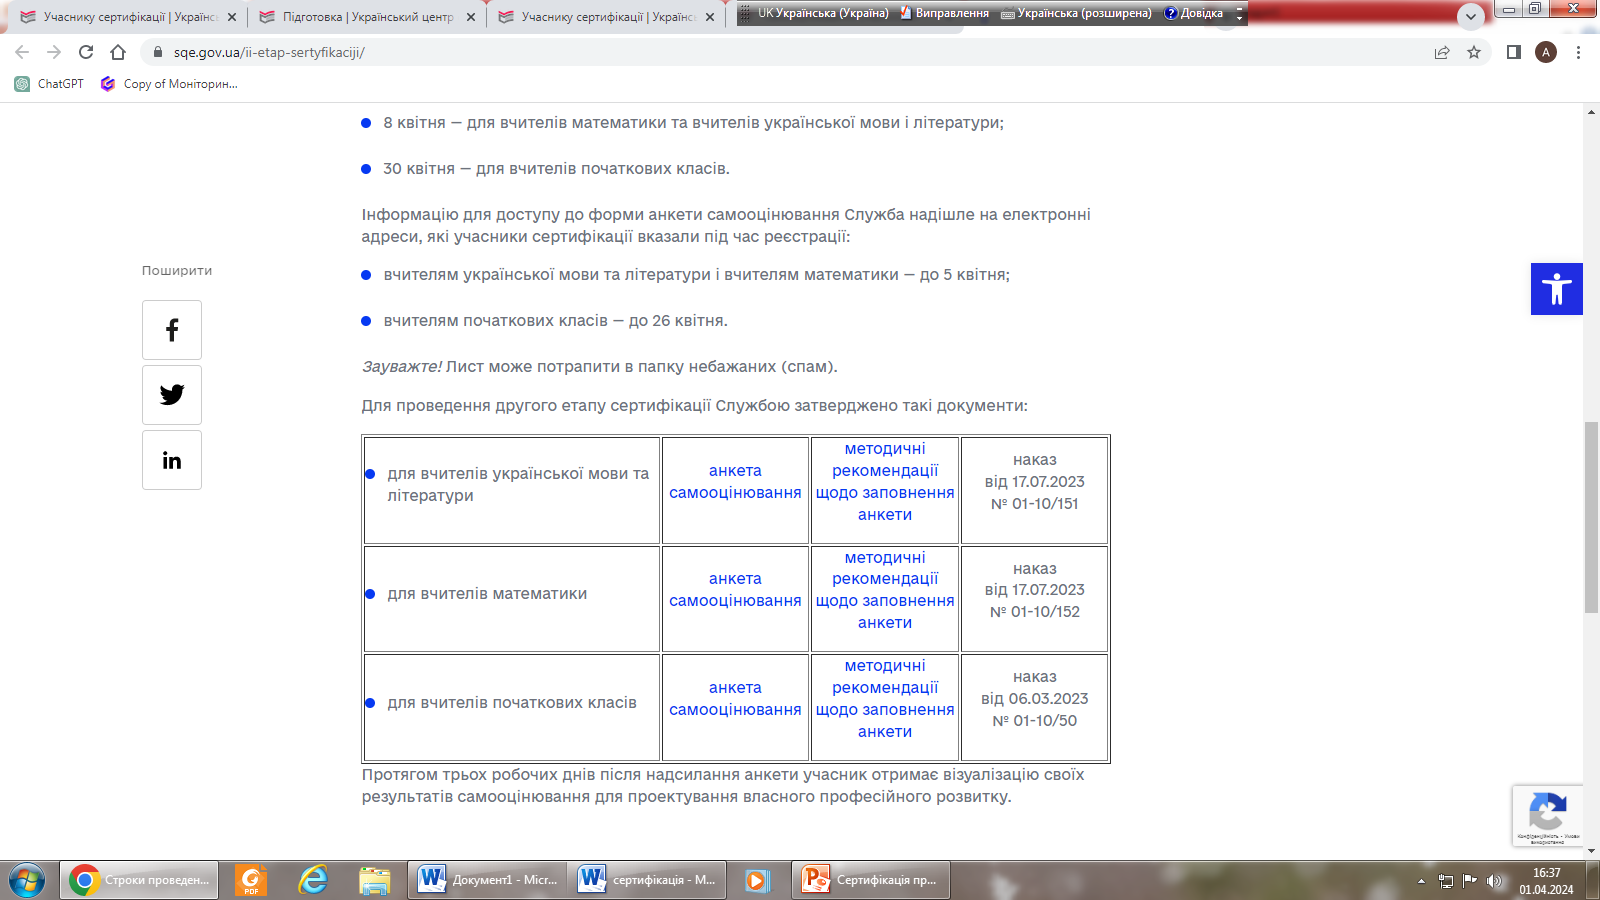 Учаснику сертифікації | Українсь
Підготовка | Український центр
Учаснику сертифікації | Українсь
UK Українська (Україна)
Виправлення
Українська (розширена)
Довідка
sqe.gov.ua/ii-etap-sertyfikaciji/
A
ChatGPT
Copy of Моніторин...
8 квітня — для вчителів математики та вчителів української мови і літератури;
30 квітня — для вчителів початкових класів.
Інформацію для доступу до форми анкети самооцінювання Служба надішле на електронні
адреси, які учасники сертифікації вказали під час реєстрації:
вчителям української мови та літератури і вчителям математики — до 5 квітня;
вчителям початкових класів — до 26 квітня.
Зауважте! Лист може потрапити в папку небажаних (спам).
Для проведення другого етапу сертифікації Службою затверджено такі документи:
Поширити
для вчителів української мови та
літератури
анкета
самооцінювання
методичні
рекомендації
щодо заповнення
анкети
наказ
від 17.07.2023
№ 01-10/151
для вчителів математики
анкета
самооцінювання
методичні
рекомендації
щодо заповнення
анкети
наказ
від 17.07.2023
№ 01-10/152
для вчителів початкових класів
анкета
самооцінювання
методичні
рекомендації
щодо заповнення
анкети
наказ
від 06.03.2023
№ 01-10/50
Протягом трьох робочих днів після надсилання анкети учасник отримає візуалізацію своїх
результатів самооцінювання для проектування власного професійного розвитку.
Конфіденційність - Умови
використання
Строки проведен...
PDF
Документ1 - Micr...
сертифікація - M...
Сертифікація пр...
16:37
01.04.2024